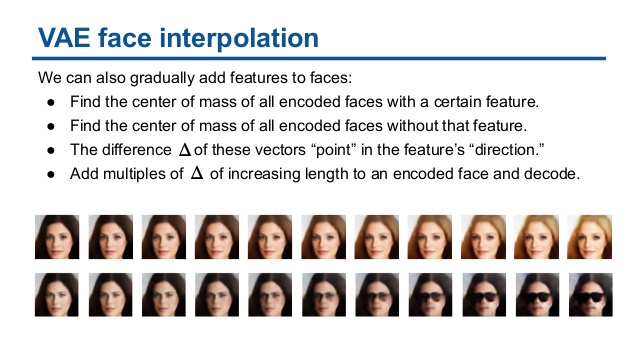 VAE face interpolation
We can also gradually add features to faces:
● Find the center of mass of all encoded faces with a certain feature.
● Find the center of mass of all encoded faces without that feature.
● The difference Δ of these vectors “point” in the feature’s “direction.”
● Add multiples of Δ of increasing length to an encoded face and decode.